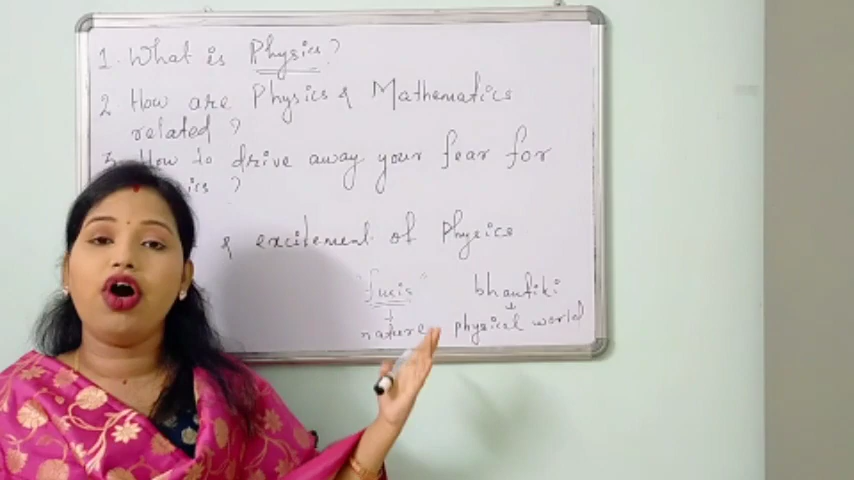 1. What is Physics?
2 How are Physics & Mathematics
related ?
3. How to drive away your fear for
ics ?
& excitement of Physics
"fusis" bhautiki
nature physical world